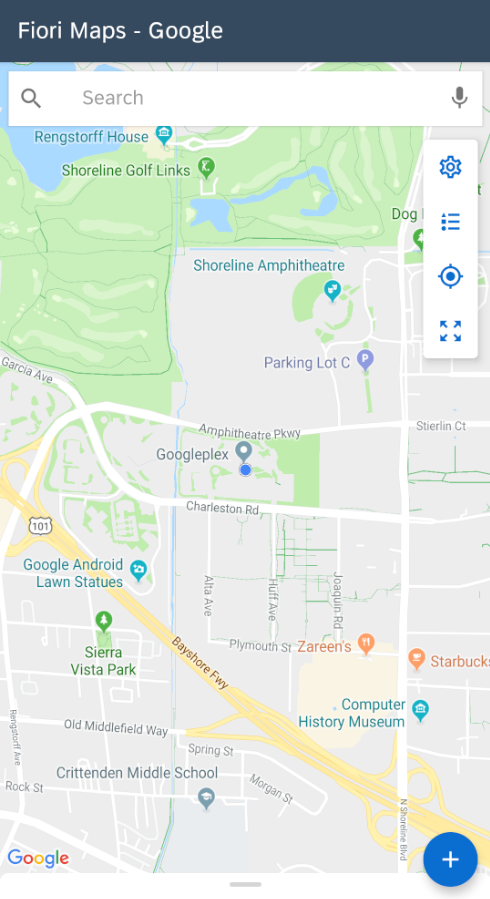 Fiori Maps - Google
Search
Rengstorff House
Shoreline Golf Links
Dog
Shoreline Amphitheatre
Parking Lot C
P
Garcia Ave
Amphitheatre Pkwy
Stierlin Ct
Googleplex
Charleston Rd
101
Google Android
Lawn Statues
Alta Ave
Huff Ave
Joaquin Rd
Sierra
Vista Park
Bayshore Fwy
Plymouth St
Zareen's
Starbucks
Computer
History Museum
Rengstorff Ave
Old Middlefield Way
Spring St
Crittenden Middle School
Morgan St
Rock St
N Shoreline Blvd
Google